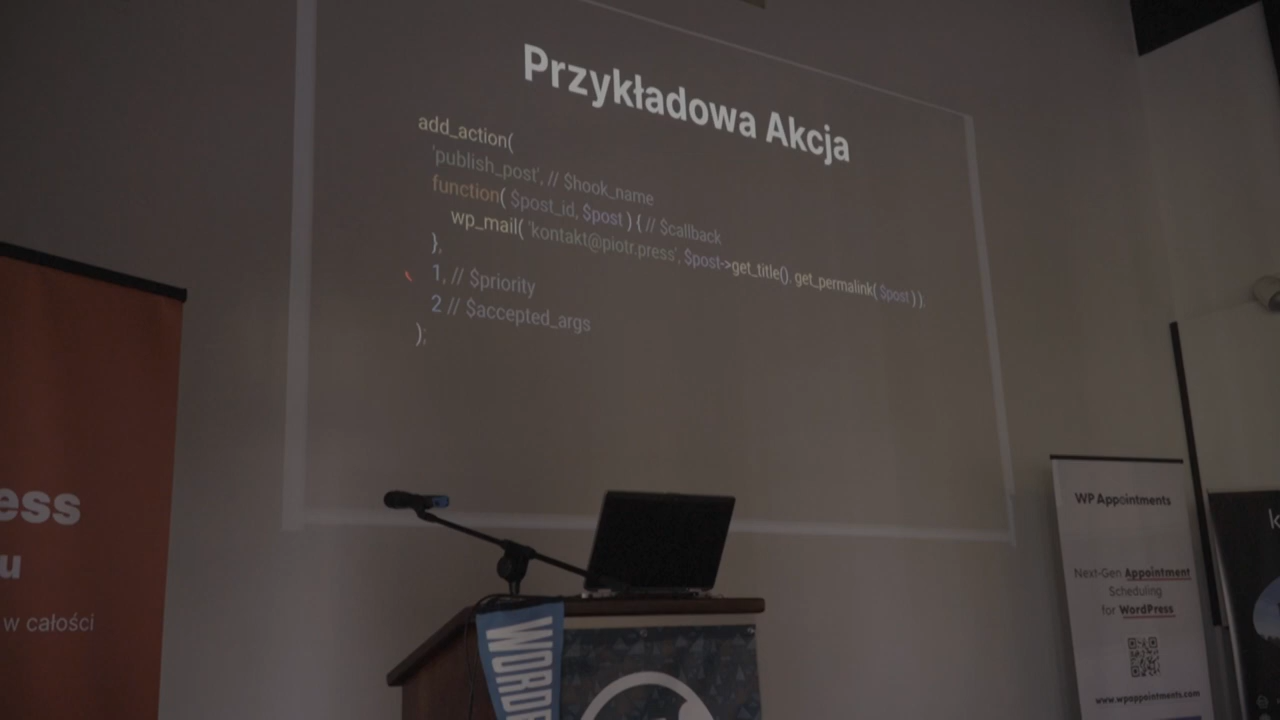 Przykładowa Akcja
add_action(
'publish_post', // $hook_name
function( $post_id, $post ) { // $callback
wp_mail( 'kontakt@piotr.press', $post->get_title(), get_permalink( $post ) );
},
1, // $priority
2 // $accepted_args
);
ess
u
w całości
WORDP
WP Appointments
Next-Gen Appointment
Scheduling
for WordPress
www.wpappointments.com
k